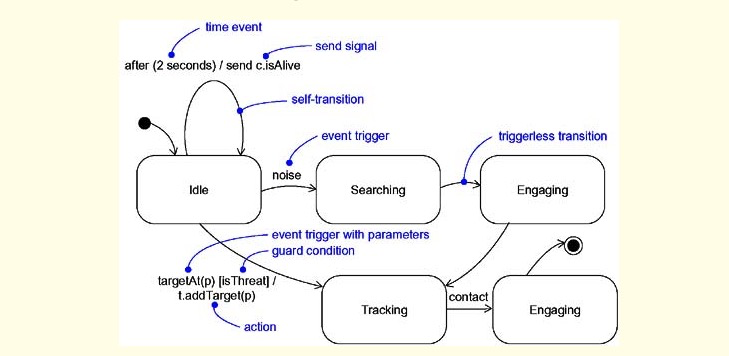 time event
send signal
after (2 seconds) / send c.isAlive
self-transition
event trigger
triggerless transition
noise
Idle
Searching
Engaging
event trigger with parameters
guard condition
targetAt(p) [isThreat] /
t.addTarget(p)
contact
Tracking
Engaging
action